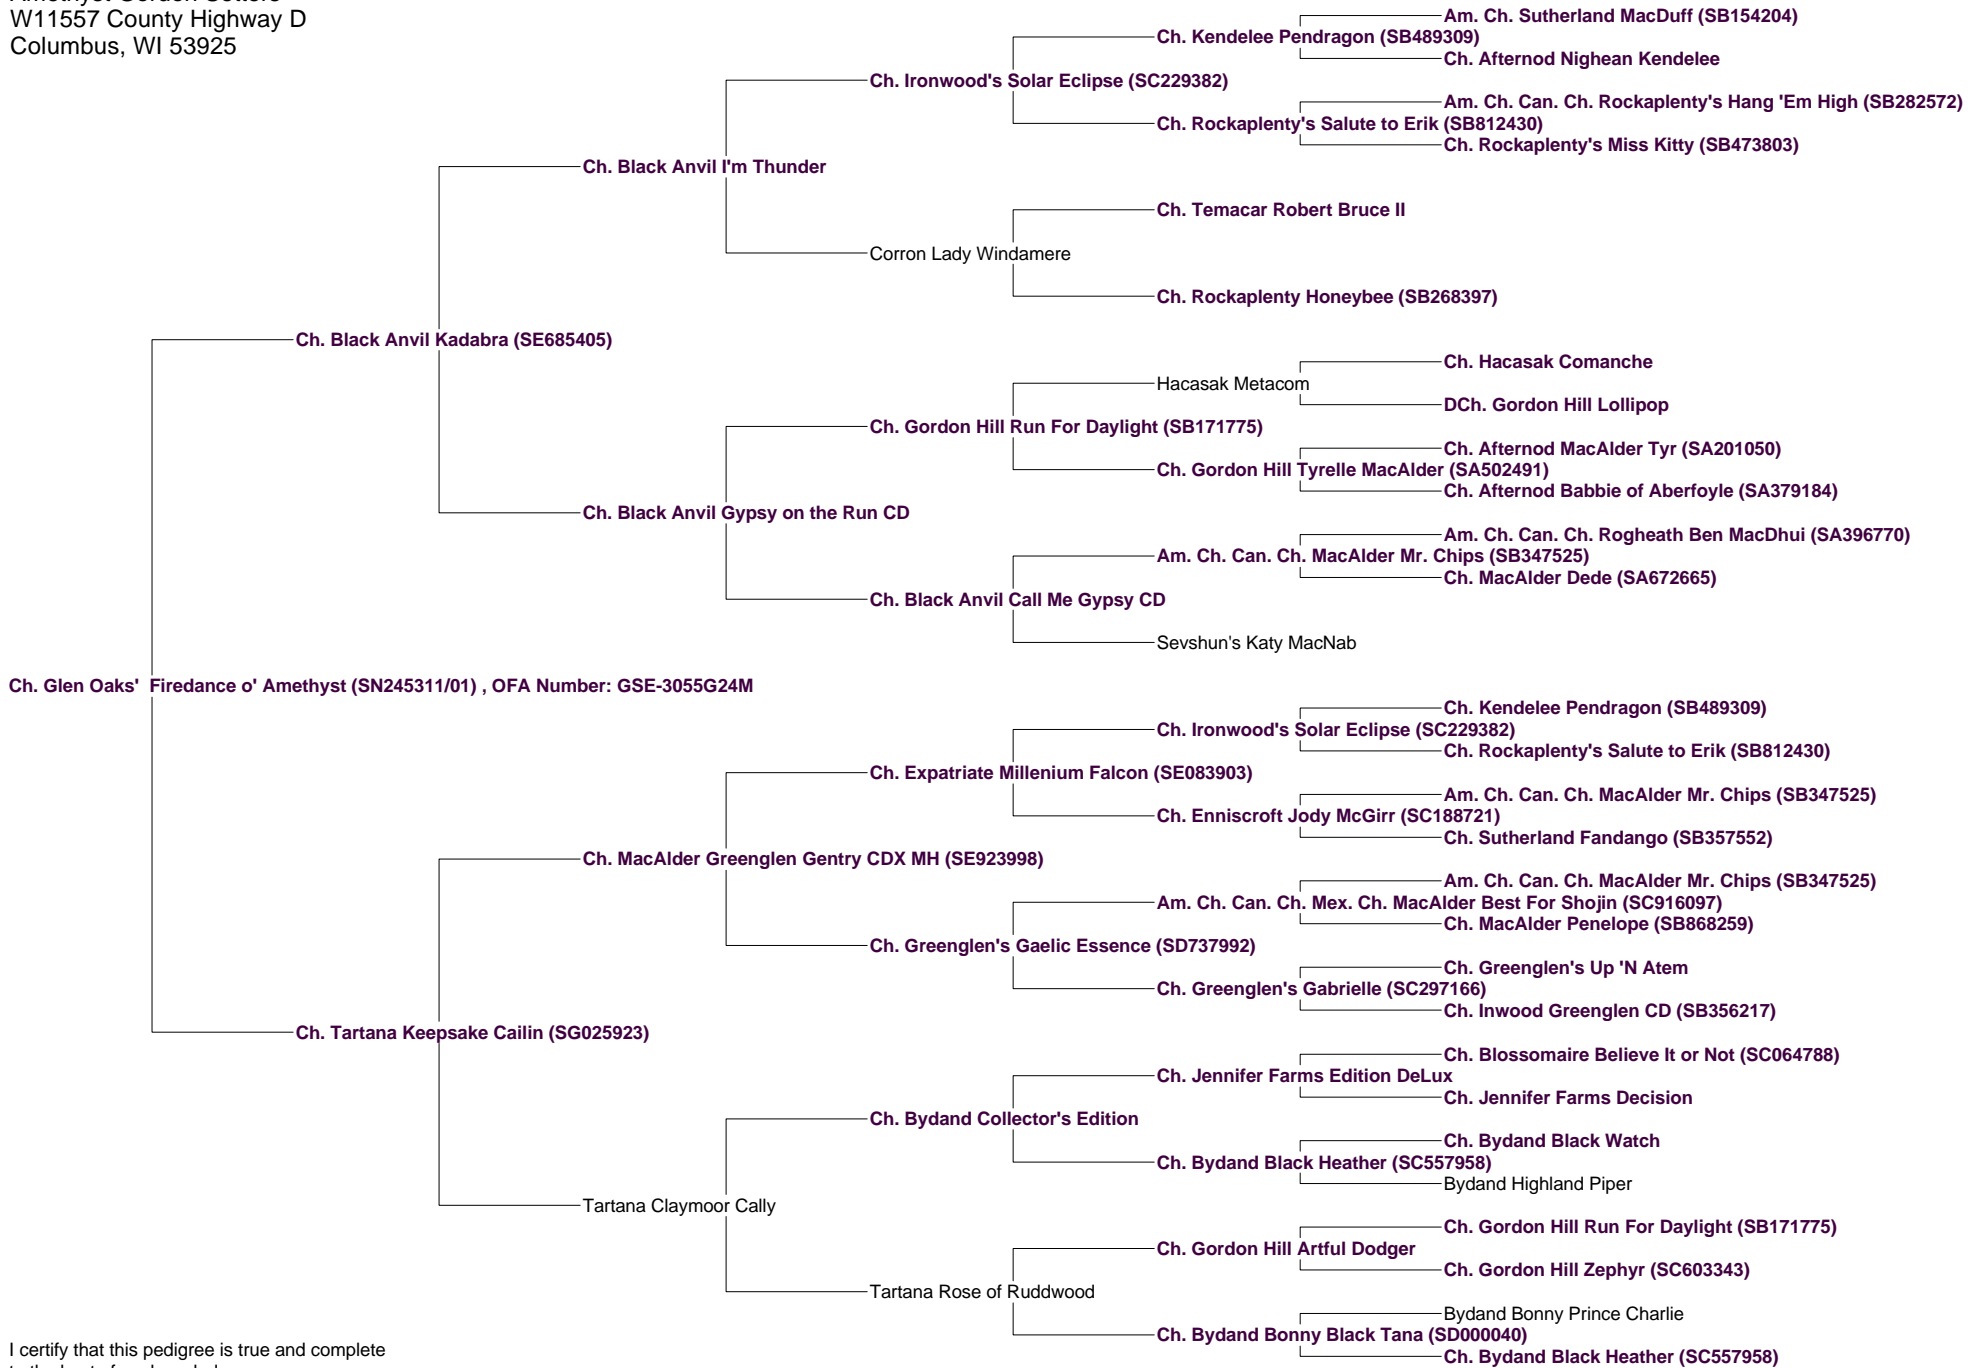 Amethyst Gordon Setters
W11557 County Highway D
Columbus, WI 53925
Am. Ch. Sutherland MacDuff (SB154204)
Ch. Kendelee Pendragon (SB489309)
Ch. Afternod Nighean Kendelee
Ch. Ironwood's Solar Eclipse (SC229382)
Am. Ch. Can. Ch. Rockaplenty's Hang 'Em High (SB282572)
Ch. Rockaplenty's Salute to Erik (SB812430)
Ch. Rockaplenty's Miss Kitty (SB473803)
Ch. Black Anvil I'm Thunder
Ch. Temacar Robert Bruce II
Corron Lady Windamere
Ch. Rockaplenty Honeybee (SB268397)
Ch. Black Anvil Kadabra (SE685405)
Ch. Hacasak Comanche
Hacasak Metacom
DCh. Gordon Hill Lollipop
Ch. Gordon Hill Run For Daylight (SB171775)
Ch. Afternod MacAlder Tyr (SA201050)
Ch. Gordon Hill Tyrelle MacAlder (SA502491)
Ch. Afternod Babbie of Aberfoyle (SA379184)
Ch. Black Anvil Gypsy on the Run CD
Am. Ch. Can. Ch. Rogheath Ben MacDhui (SA396770)
Am. Ch. Can. Ch. MacAlder Mr. Chips (SB347525)
Ch. MacAlder Dede (SA672665)
Ch. Black Anvil Call Me Gypsy CD
Sevshun's Katy MacNab
Ch. Glen Oaks'  Firedance o' Amethyst (SN245311/01) , OFA Number: GSE-3055G24M
Ch. Kendelee Pendragon (SB489309)
Ch. Ironwood's Solar Eclipse (SC229382)
Ch. Rockaplenty's Salute to Erik (SB812430)
Ch. Expatriate Millenium Falcon (SE083903)
Am. Ch. Can. Ch. MacAlder Mr. Chips (SB347525)
Ch. Enniscroft Jody McGirr (SC188721)
Ch. Sutherland Fandango (SB357552)
Ch. MacAlder Greenglen Gentry CDX MH (SE923998)
Am. Ch. Can. Ch. MacAlder Mr. Chips (SB347525)
Am. Ch. Can. Ch. Mex. Ch. MacAlder Best For Shojin (SC916097)
Ch. MacAlder Penelope (SB868259)
Ch. Greenglen's Gaelic Essence (SD737992)
Ch. Greenglen's Up 'N Atem
Ch. Greenglen's Gabrielle (SC297166)
Ch. Inwood Greenglen CD (SB356217)
Ch. Tartana Keepsake Cailin (SG025923)
Ch. Blossomaire Believe It or Not (SC064788)
Ch. Jennifer Farms Edition DeLux
Ch. Jennifer Farms Decision
Ch. Bydand Collector's Edition
Ch. Bydand Black Watch
Ch. Bydand Black Heather (SC557958)
Bydand Highland Piper
Tartana Claymoor Cally
Ch. Gordon Hill Run For Daylight (SB171775)
Ch. Gordon Hill Artful Dodger
Ch. Gordon Hill Zephyr (SC603343)
Tartana Rose of Ruddwood
Bydand Bonny Prince Charlie
Ch. Bydand Bonny Black Tana (SD000040)
Ch. Bydand Black Heather (SC557958)
I certify that this pedigree is true and complete